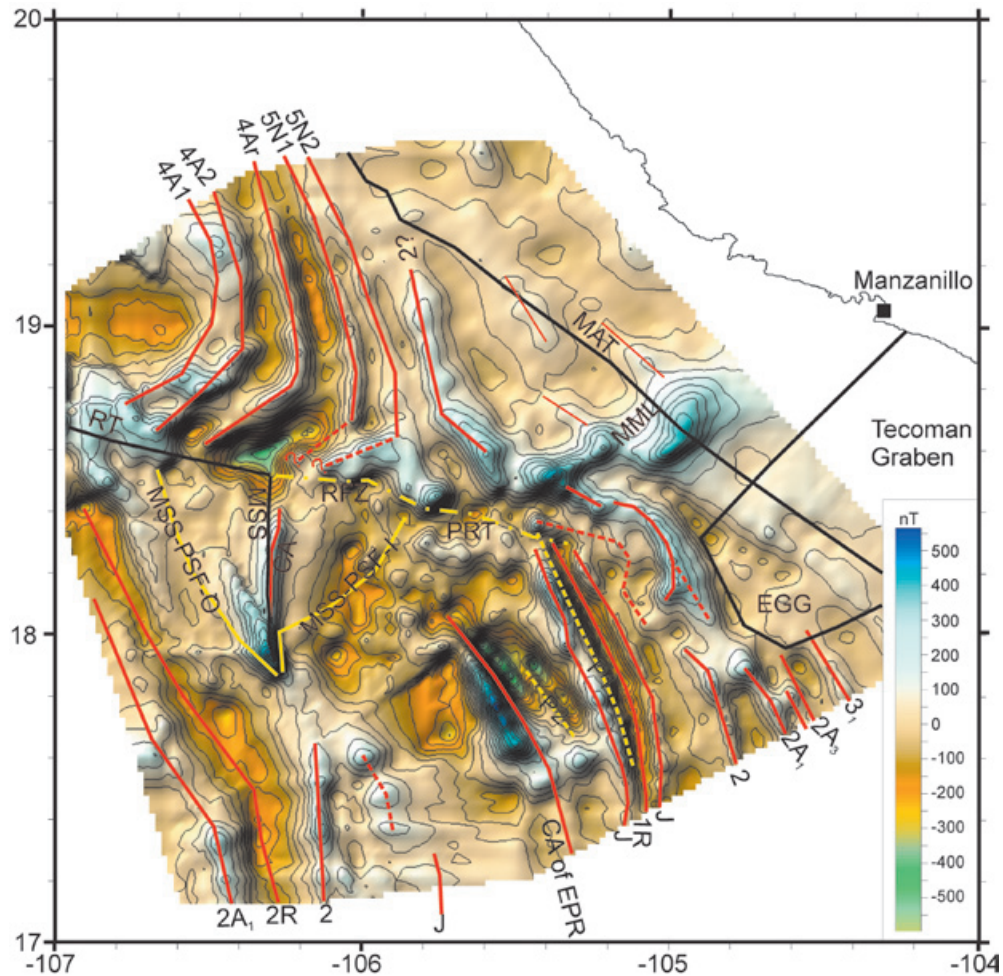 20
5N2
5N1
4Ar
4A2
4A1
2?
Manzanillo
19
MAT
RT
MML
Tecoman
Graben
RFZ
PRT
MSS
CA
MSS-PSF-O
MSS-PSF-I
nT
500
400
300
200
100
0
-100
-200
-300
-400
-500
EGG
18
3₁
2A₃
2A₁
2
J
1R
J
CA of EPR
2A₁
2R
2
J
17
-107
-106
-105
-104